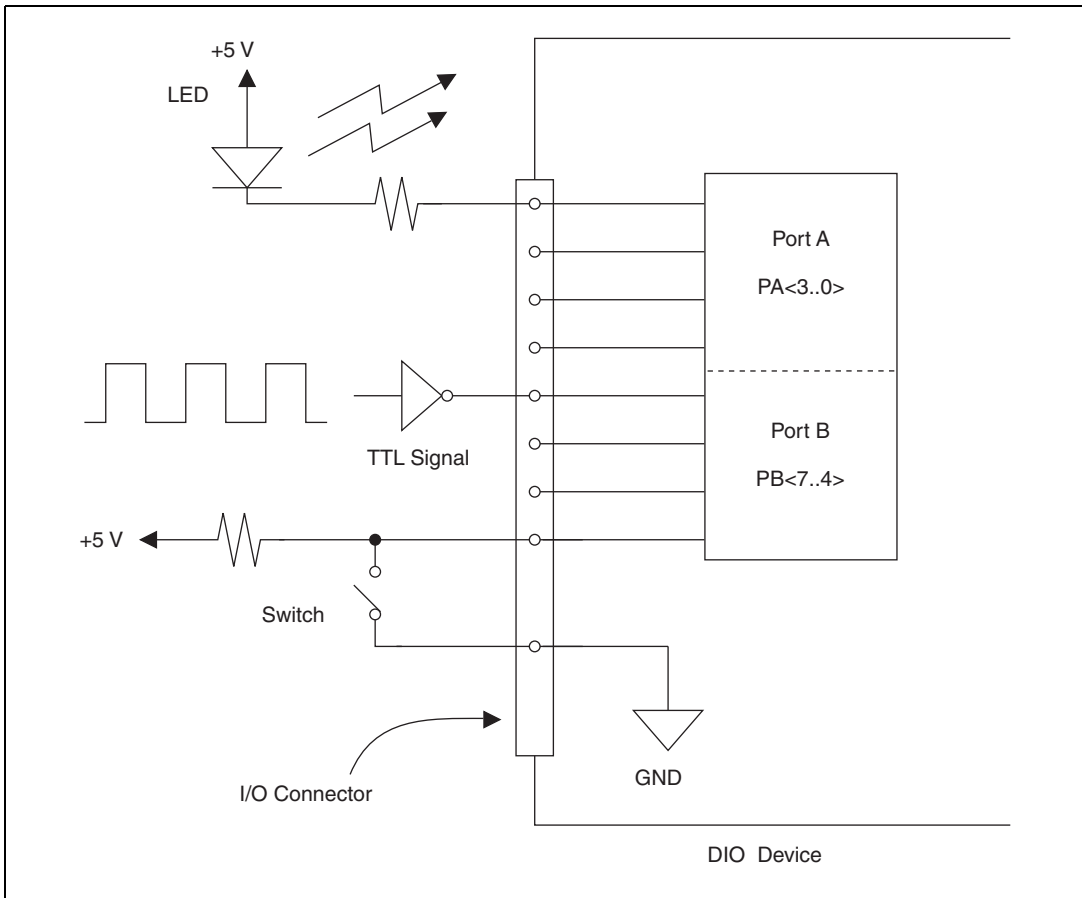 +5 V
LED
Port A
PA<3..0>
TTL Signal
Port B
PB<7..4>
+5 V
Switch
GND
I/O Connector
DIO Device